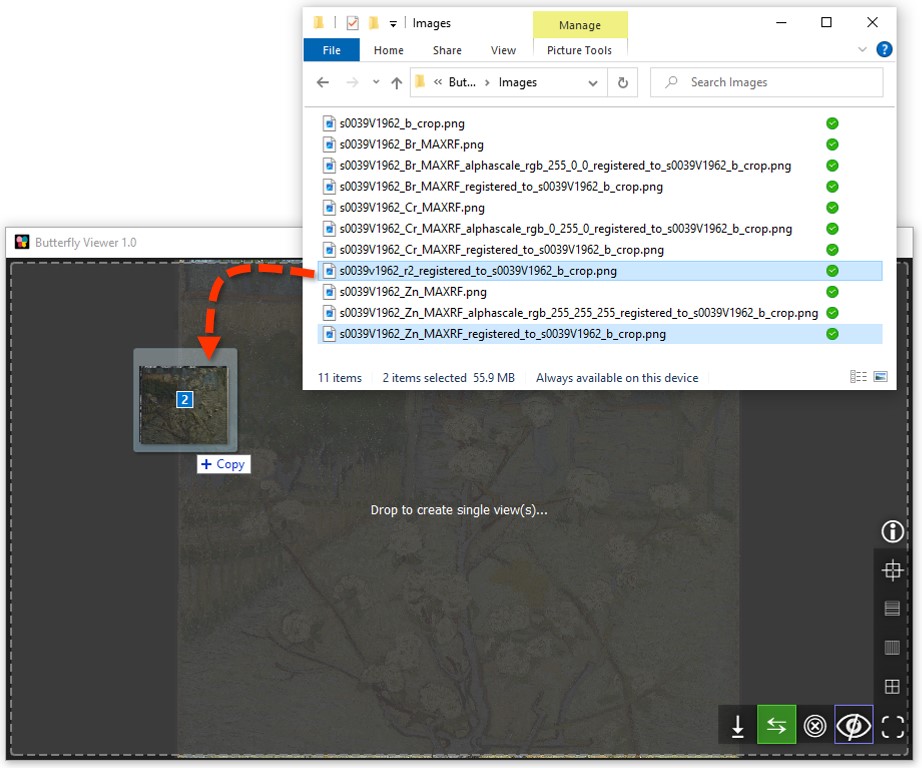 Images
Manage
File
Home
Share
View
Picture Tools
?
« But... > Images
Search Images
s0039V1962_b_crop.png
s0039V1962_Br_MAXRF.png
s0039V1962_Br_MAXRF_alphascale_rgb_255_0_0_registered_to_s0039V1962_b_crop.png
s0039V1962_Br_MAXRF_registered_to_s0039V1962_b_crop.png
s0039V1962_Cr_MAXRF.png
s0039V1962_Cr_MAXRF_alphascale_rgb_0_255_0_registered_to_s0039V1962_b_crop.png
s0039V1962_Cr_MAXRF_registered_to_s0039V1962_b_crop.png
s0039v1962_r2_registered_to_s0039V1962_b_crop.png
s0039V1962_Zn_MAXRF.png
s0039V1962_Zn_MAXRF_alphascale_rgb_255_255_255_registered_to_s0039V1962_b_crop.png
s0039V1962_Zn_MAXRF_registered_to_s0039V1962_b_crop.png
11 items 2 items selected 55.9 MB Always available on this device
Butterfly Viewer 1.0
2
+ Copy
Drop to create single view(s)...